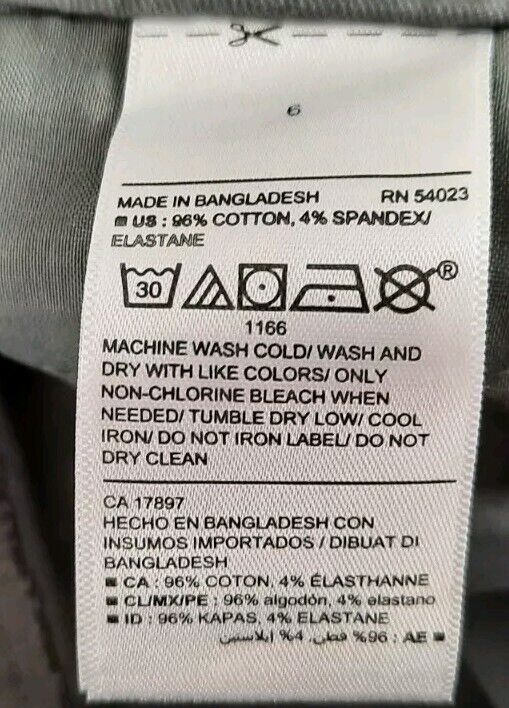 6
MADE IN BANGLADESH RN 54023
US : 96% COTTON, 4% SPANDEX/
ELASTANE
30
®
1166
MACHINE WASH COLD/ WASH AND
DRY WITH LIKE COLORS/ ONLY
NON-CHLORINE BLEACH WHEN
NEEDED/ TUMBLE DRY LOW/ COOL
IRON/ DO NOT IRON LABEL/ DO NOT
DRY CLEAN
CA 17897
HECHO EN BANGLADESH CON
INSUMOS IMPORTADOS / DIBUAT DI
BANGLADESH
CA : 96% COTON, 4% ÉLASTHANNE
CL/MX/PE : 96% algodón, 4% elastano
ID : 96% KAPAS, 4% ELASTANE
AE : 96% قطن, 4% ايلاستين